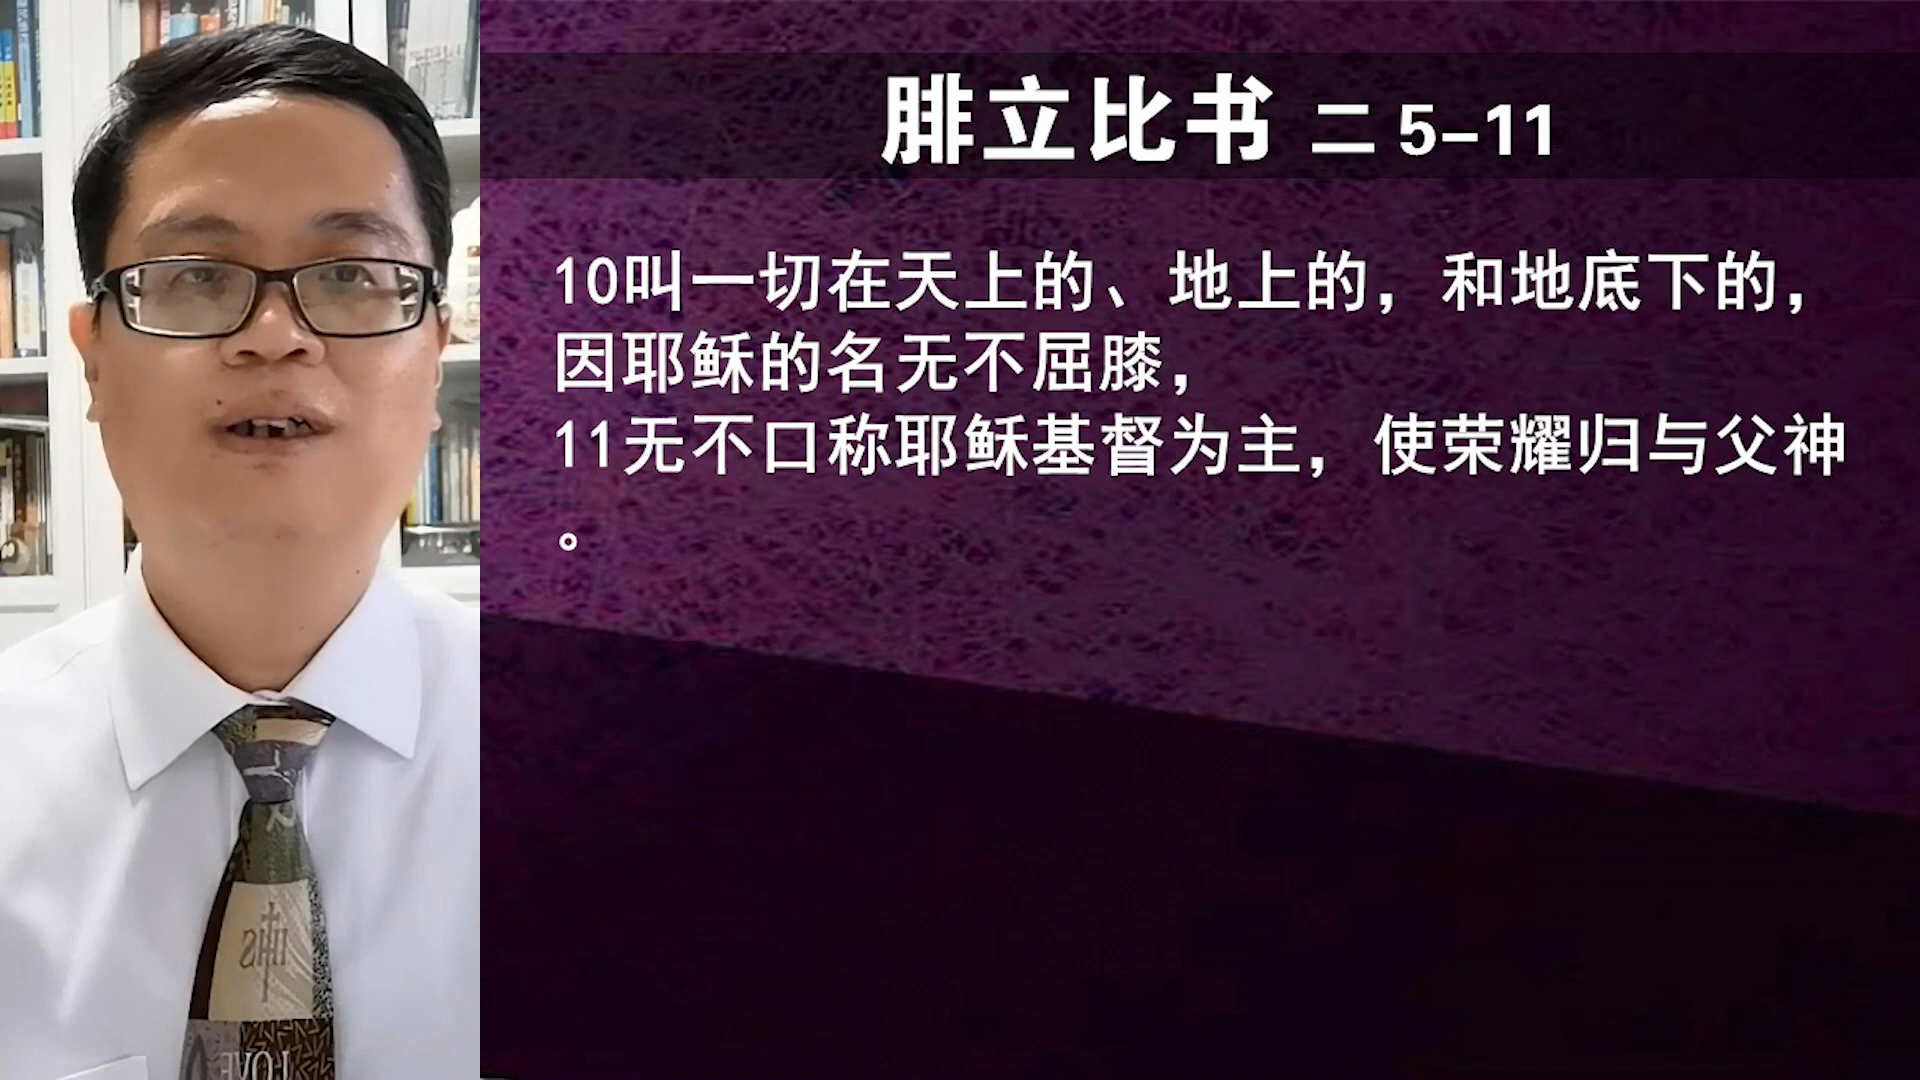 腓立比书 二 5-11
10叫一切在天上的、地上的，和地底下的，
因耶稣的名无不屈膝，
11无不口称耶稣基督为主，使荣耀归与父神
。
IHS
LOVE